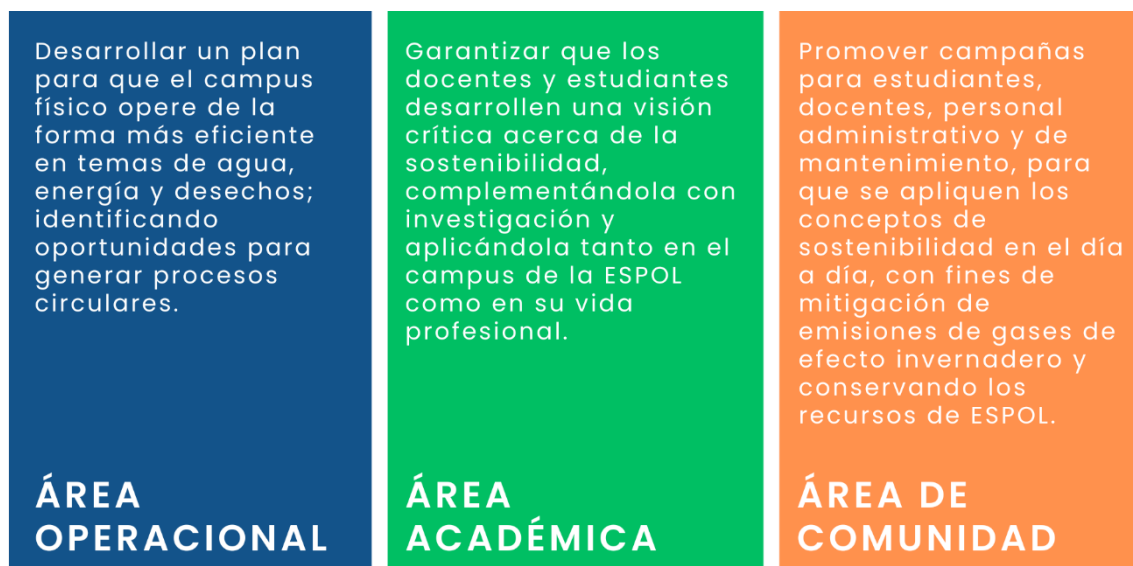 Desarrollar un plan
para que el campus
físico opere de la
forma más eficiente
en temas de agua,
energía y desechos;
identificando
oportunidades para
generar procesos
circulares.
ÁREA
OPERACIONAL
Garantizar que los
docentes y estudiantes
desarrollen una visión
crítica acerca de la
sostenibilidad,
complementándola con
investigación y
aplicándola tanto en el
campus de la ESPOL
como en su vida
profesional.
ÁREA
ACADÉMICA
Promover campañas
para estudiantes,
docentes, personal
administrativo y de
mantenimiento, para
que se apliquen los
conceptos de
sostenibilidad en el día
a día, con fines de
mitigación de
emisiones de gases de
efecto invernadero y
conservando los
recursos de ESPOL.
ÁREA DE
COMUNIDAD